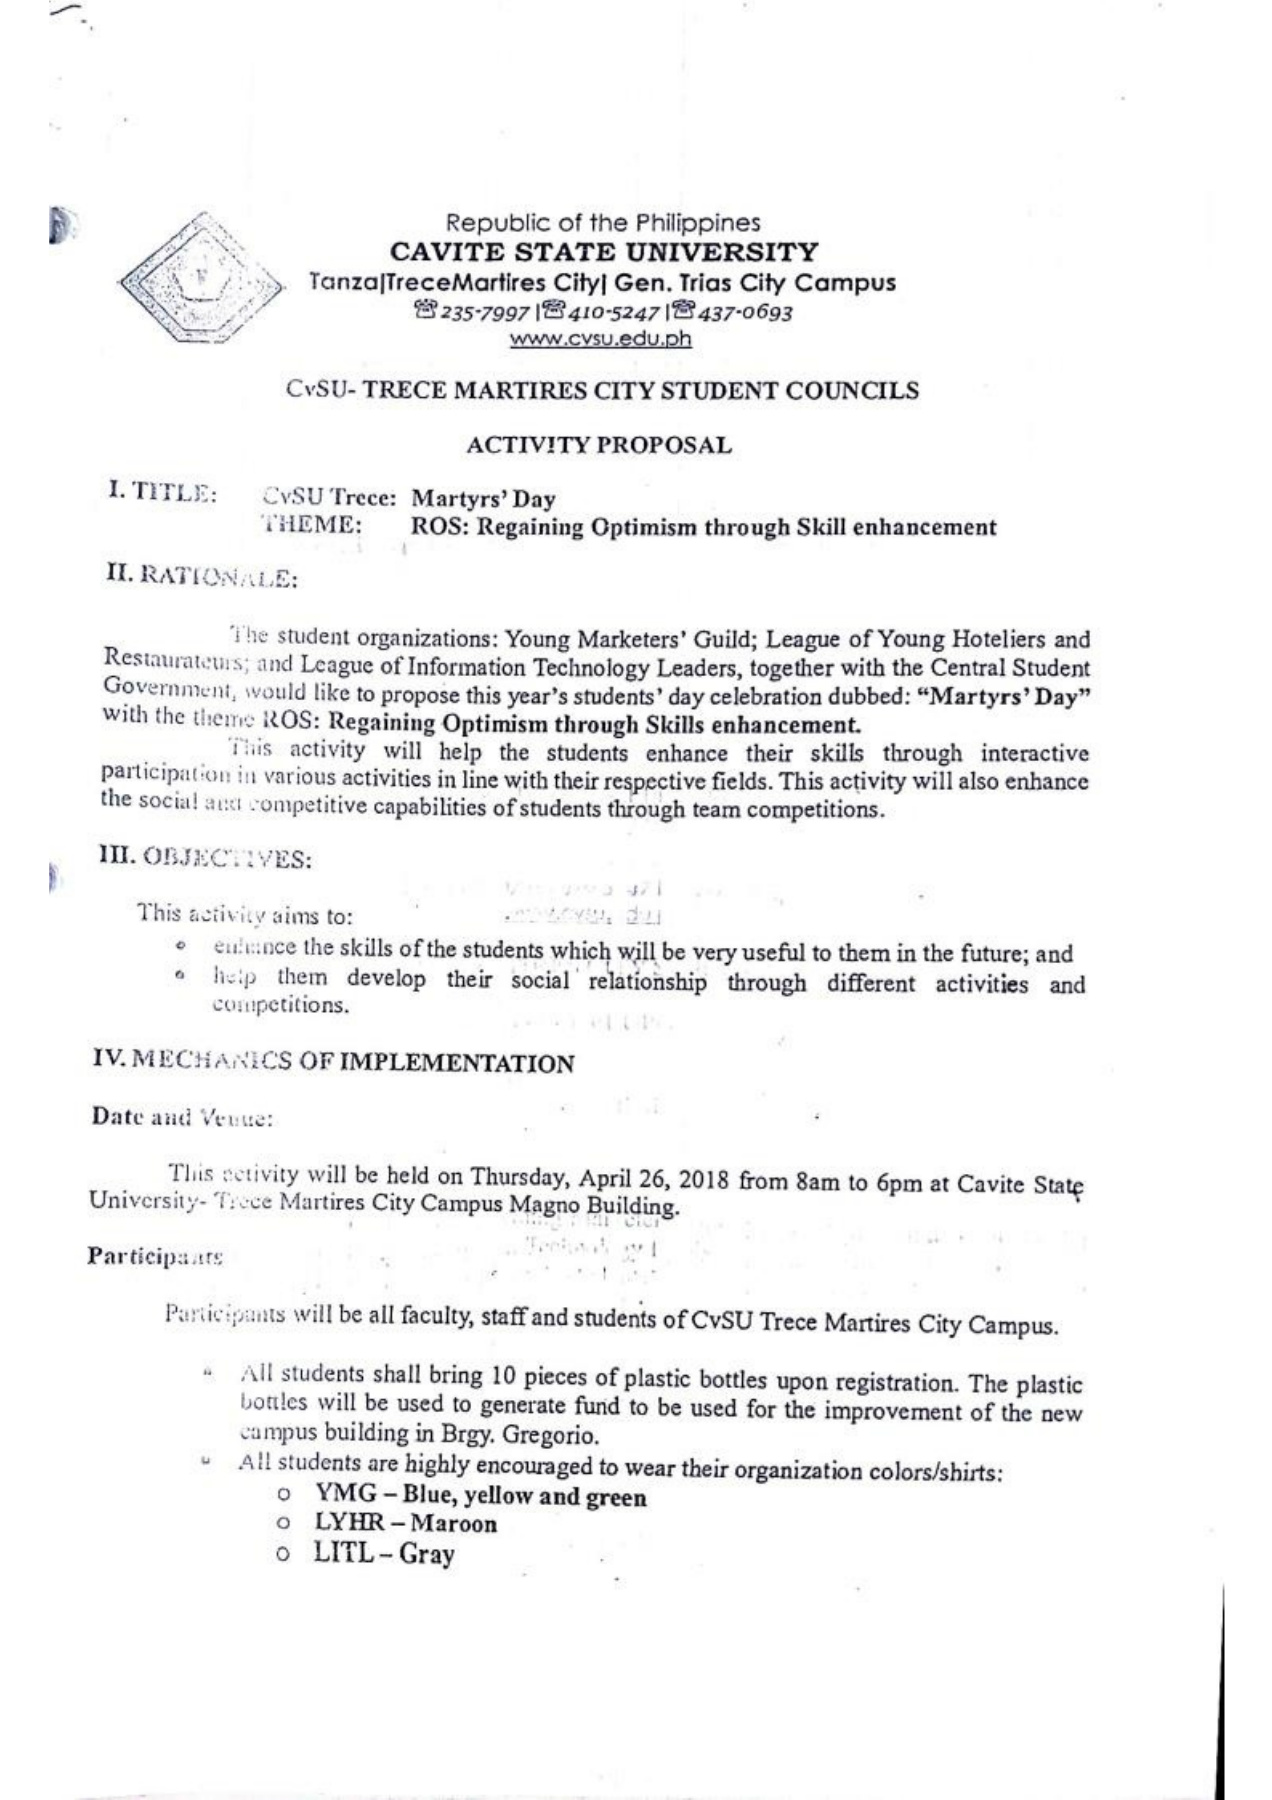 Republic of the Philippines
CAVITE STATE UNIVERSITY
Tanza|TreceMartires City| Gen. Trias City Campus
☎235-7997 |☎410-5247 |☎437-0693
www.cvsu.edu.ph
CvSU- TRECE MARTIRES CITY STUDENT COUNCILS
ACTIVITY PROPOSAL
I. TITLE: CvSU Trece: Martyrs' Day
THEME: ROS: Regaining Optimism through Skill enhancement
II. RATIONALE:
The student organizations: Young Marketers' Guild; League of Young Hoteliers and
Restaurateurs; and League of Information Technology Leaders, together with the Central Student
Government, would like to propose this year's students' day celebration dubbed: "Martyrs' Day"
with the theme ROS: Regaining Optimism through Skills enhancement.
This activity will help the students enhance their skills through interactive
participation in various activities in line with their respective fields. This activity will also enhance
the social and competitive capabilities of students through team competitions.
III. OBJECTIVES:
This activity aims to:
• enhance the skills of the students which will be very useful to them in the future; and
• help them develop their social relationship through different activities and
competitions.
IV. MECHANICS OF IMPLEMENTATION
Date and Venue:
This activity will be held on Thursday, April 26, 2018 from 8am to 6pm at Cavite State
University- Trece Martires City Campus Magno Building.
Participants
Participants will be all faculty, staff and students of CvSU Trece Martires City Campus.
• All students shall bring 10 pieces of plastic bottles upon registration. The plastic
bottles will be used to generate fund to be used for the improvement of the new
campus building in Brgy. Gregorio.
• All students are highly encouraged to wear their organization colors/shirts:
o YMG – Blue, yellow and green
o LYHR – Maroon
o LITL – Gray